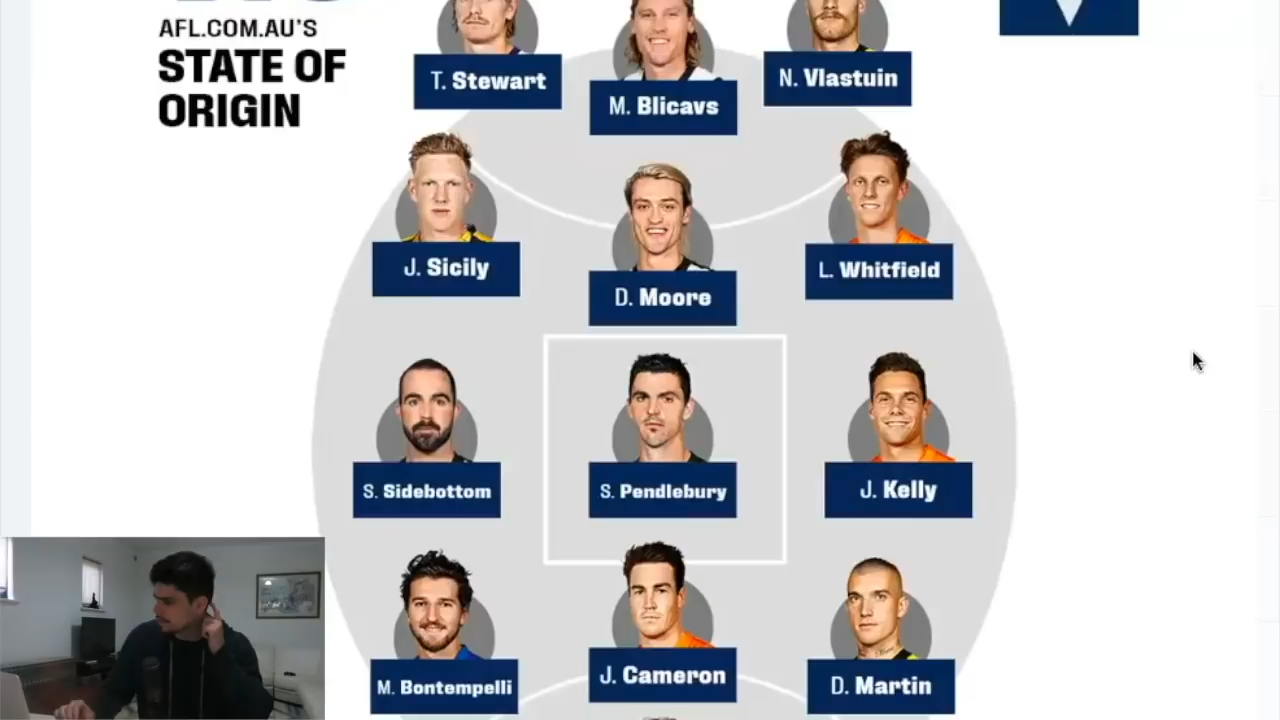 AFL.COM.AU'S
STATE OF
ORIGIN
T. Stewart
M. Blicavs
N. Vlastuin
J. Sicily
D. Moore
L. Whitfield
S. Sidebottom
S. Pendlebury
J. Kelly
M. Bontempelli
J. Cameron
D. Martin